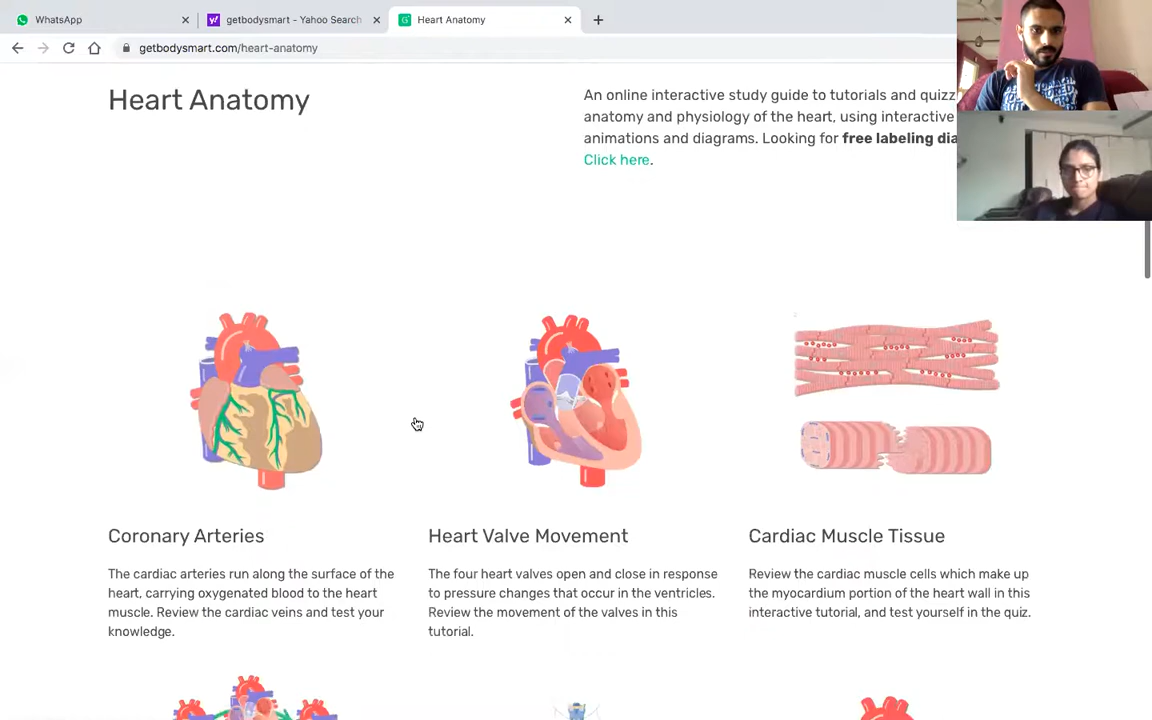 WhatsApp
getbodysmart - Yahoo Search
Heart Anatomy
getbodysmart.com/heart-anatomy
Heart Anatomy
An online interactive study guide to tutorials and quizz
anatomy and physiology of the heart, using interactive
animations and diagrams. Looking for free labeling dia
Click here.
Coronary Arteries
The cardiac arteries run along the surface of the
heart, carrying oxygenated blood to the heart
muscle. Review the cardiac veins and test your
knowledge.
Heart Valve Movement
The four heart valves open and close in response
to pressure changes that occur in the ventricles.
Review the movement of the valves in this
tutorial.
Cardiac Muscle Tissue
Review the cardiac muscle cells which make up
the myocardium portion of the heart wall in this
interactive tutorial, and test yourself in the quiz.